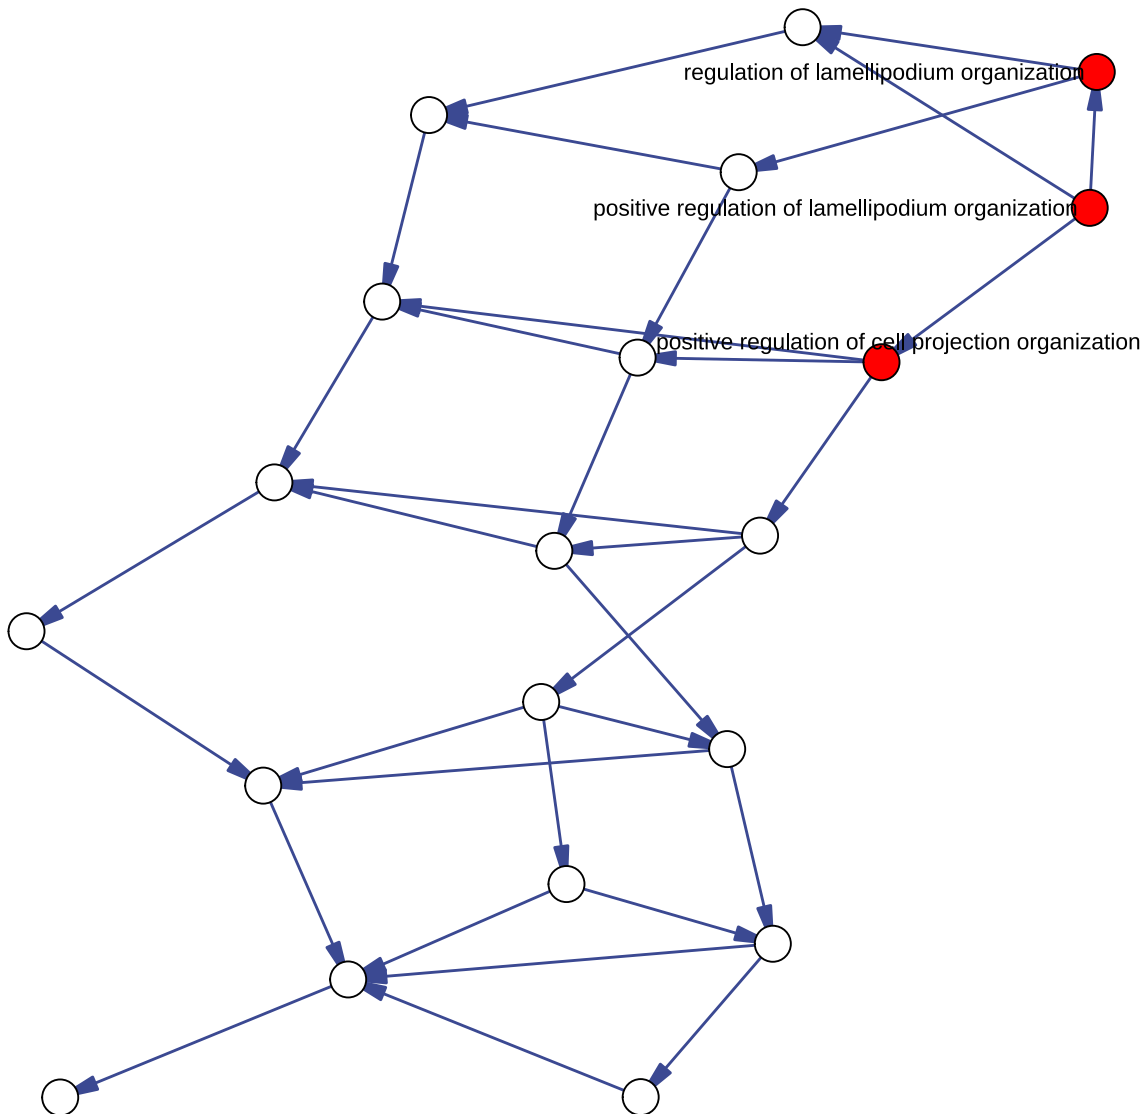 regulation of lamellipodium organization
positive regulation of lamellipodium organization
positive regulation of cell projection organization